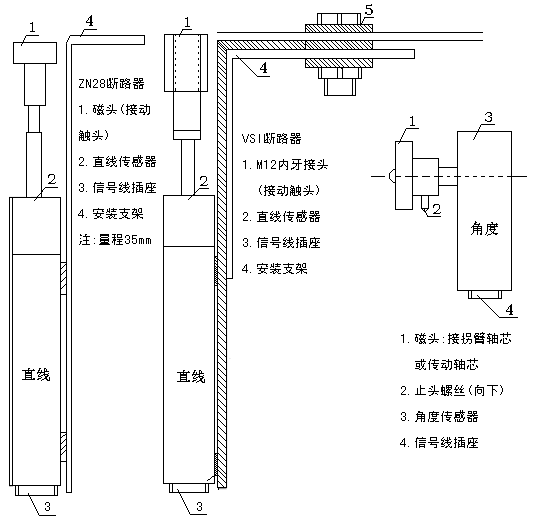 1
4
ZN28断路器
1.磁头(接动
触头)
2.直线传感器
3.信号线插座
4.安装支架
注:量程35mm
2
直线
3
1
5
4
VSI断路器
1.M12内牙接头
(接动触头)
2.直线传感器
3.信号线插座
4.安装支架
2
直线
3
1
3
2
角度
4
1.磁头:接拐臂轴芯
或传动轴芯
2.止头螺丝(向下)
3.角度传感器
4.信号线插座